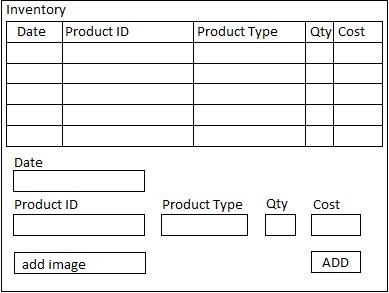 Inventory
Date Product ID Product Type Qty Cost
Date
Product ID Product Type Qty Cost
add image ADD